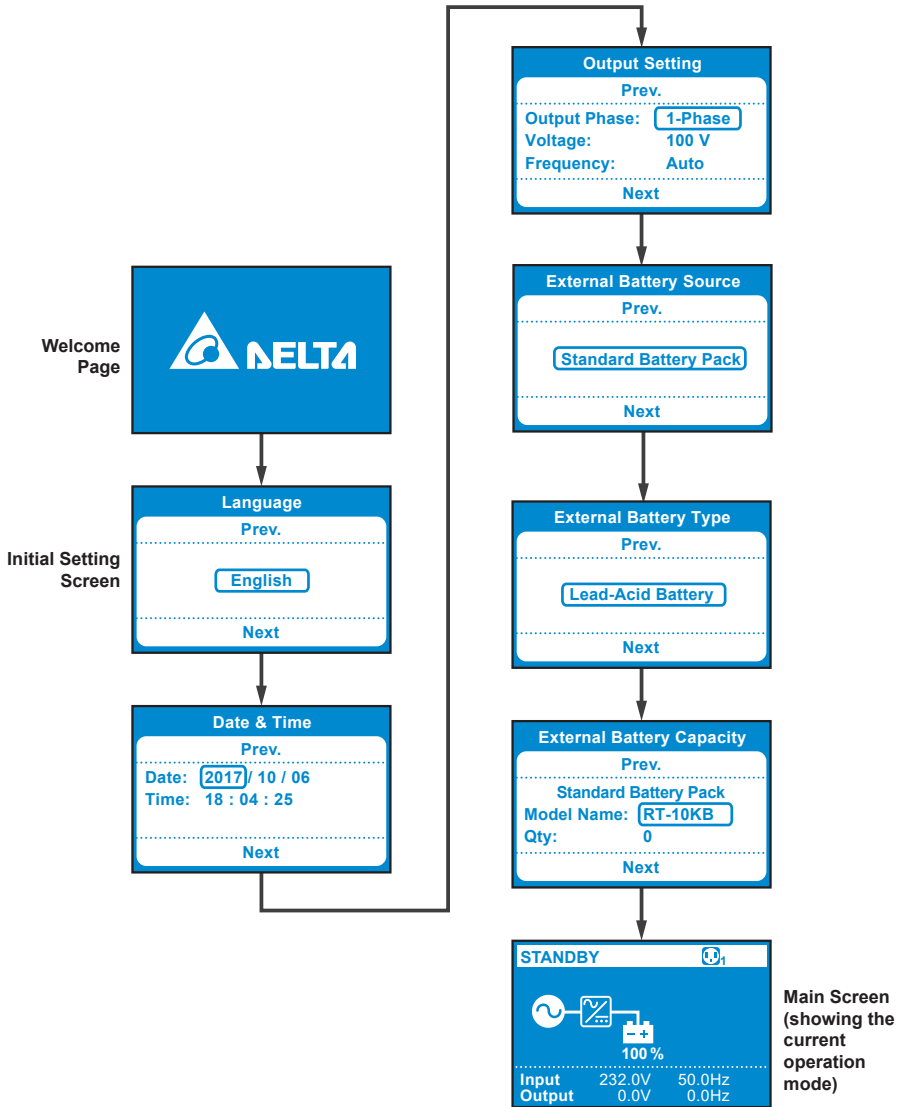 Welcome
Page
DELTA
Initial Setting
Screen
Language
Prev.
English
Next
Date & Time
Prev.
Date: 2017 / 10 / 06
Time: 18 : 04 : 25
Next
Output Setting
Prev.
Output Phase: 1-Phase
Voltage: 100 V
Frequency: Auto
Next
External Battery Source
Prev.
Standard Battery Pack
Next
External Battery Type
Prev.
Lead-Acid Battery
Next
External Battery Capacity
Prev.
Standard Battery Pack
Model Name: RT-10KB
Qty: 0
Next
STANDBY 1
100 %
Input 232.0V 50.0Hz
Output 0.0V 0.0Hz
Main Screen
(showing the
current
operation
mode)